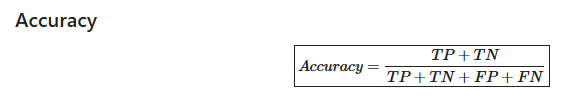 Accuracy
Accuracy = TP + TN / TP + TN + FP + FN